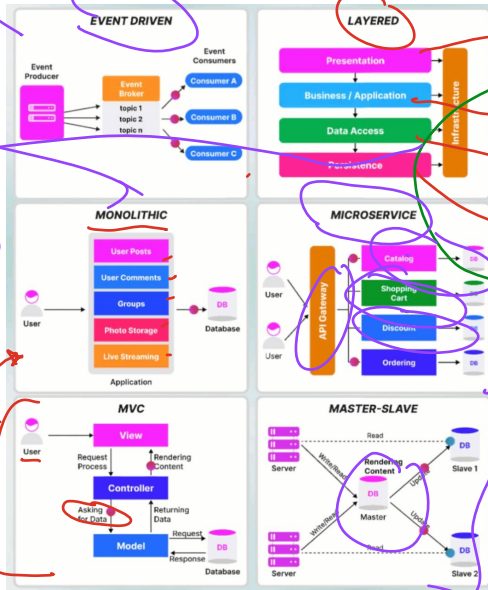 EVENT DRIVEN
Event
Producer
Event
Broker
topic 1
topic 2
topic n
Event
Consumers
Consumer A
Consumer B
Consumer C
LAYERED
Presentation
Business / Application
Data Access
Persistence
Infrastructure
MONOLITHIC
User
User Posts
User Comments
Groups
Photo Storage
Live Streaming
Application
DB
Database
MICROSERVICE
User
User
API Gateway
Catalog
Shopping
Cart
Discount
Ordering
DB
DB
DB
DB
MVC
User
View
Request
Process
Rendering
Content
Controller
Asking
for Data
Returning
Data
Model
Request
Response
DB
Database
MASTER-SLAVE
Server
Read
Write/Read
Rendering
Content
DB
Master
Update
DB
Slave 1
Server
Write/Read
Read
Update
DB
Slave 2